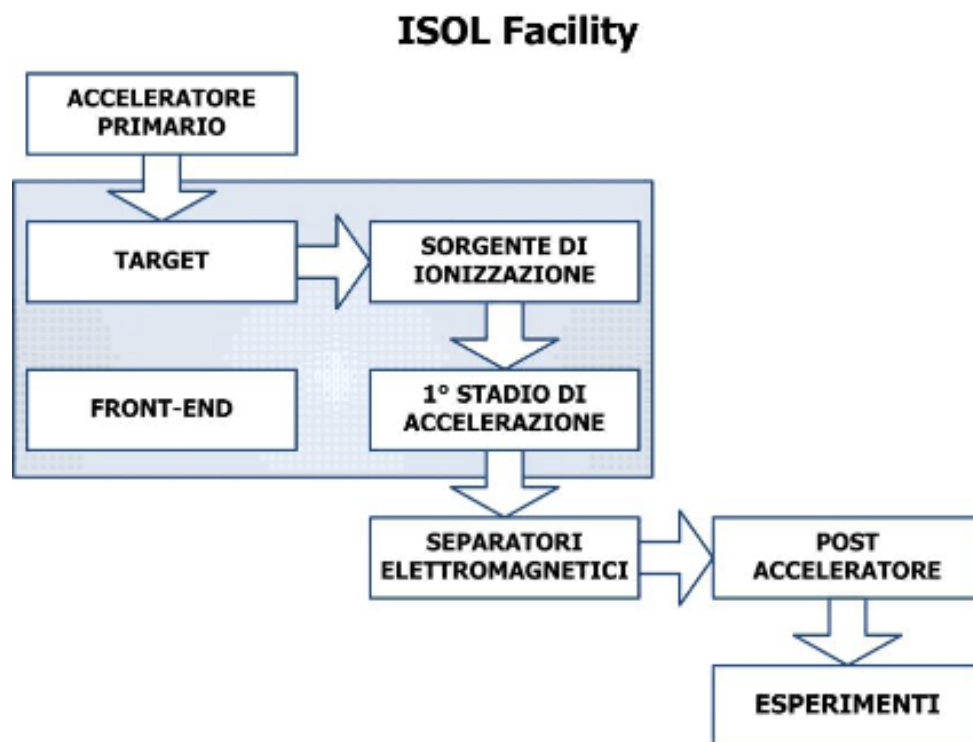 ISOL Facility
ACCELERATORE
PRIMARIO
TARGET
SORGENTE DI
IONIZZAZIONE
FRONT-END
1° STADIO DI
ACCELERAZIONE
SEPARATORI
ELETTROMAGNETICI
POST
ACCELERATORE
ESPERIMENTI